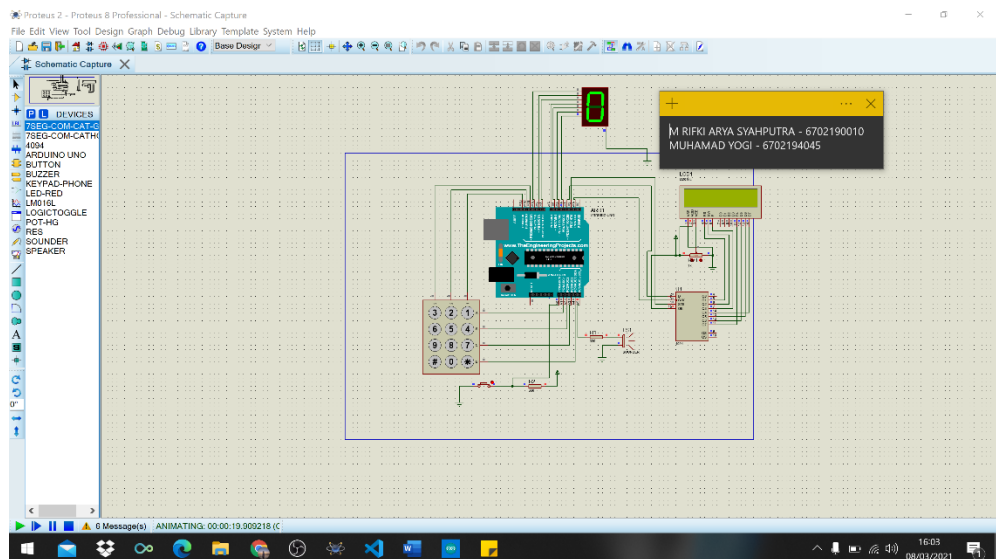 Proteus 2 - Proteus 8 Professional - Schematic Capture
File Edit View Tool Design Graph Debug Library Template System Help
Base Design
Schematic Capture
P L DEVICES
7SEG-COM-CAT-G
7SEG-COM-CATHO
4094
ARDUINO UNO
BUTTON
BUZZER
KEYPAD-PHONE
LED-RED
LM016L
LOGICTOGGLE
POT-HG
RES
SOUNDER
SPEAKER
0°
M RIFKI ARYA SYAHPUTRA - 6702190010
MUHAMAD YOGI - 6702194045
LCD1
www.TheEngineeringProjects.com
3 2 1
6 5 4
9 8 7
# 0 *
6 Message(s)
ANIMATING: 00:00:19.909218 (C
16:03
08/03/2021